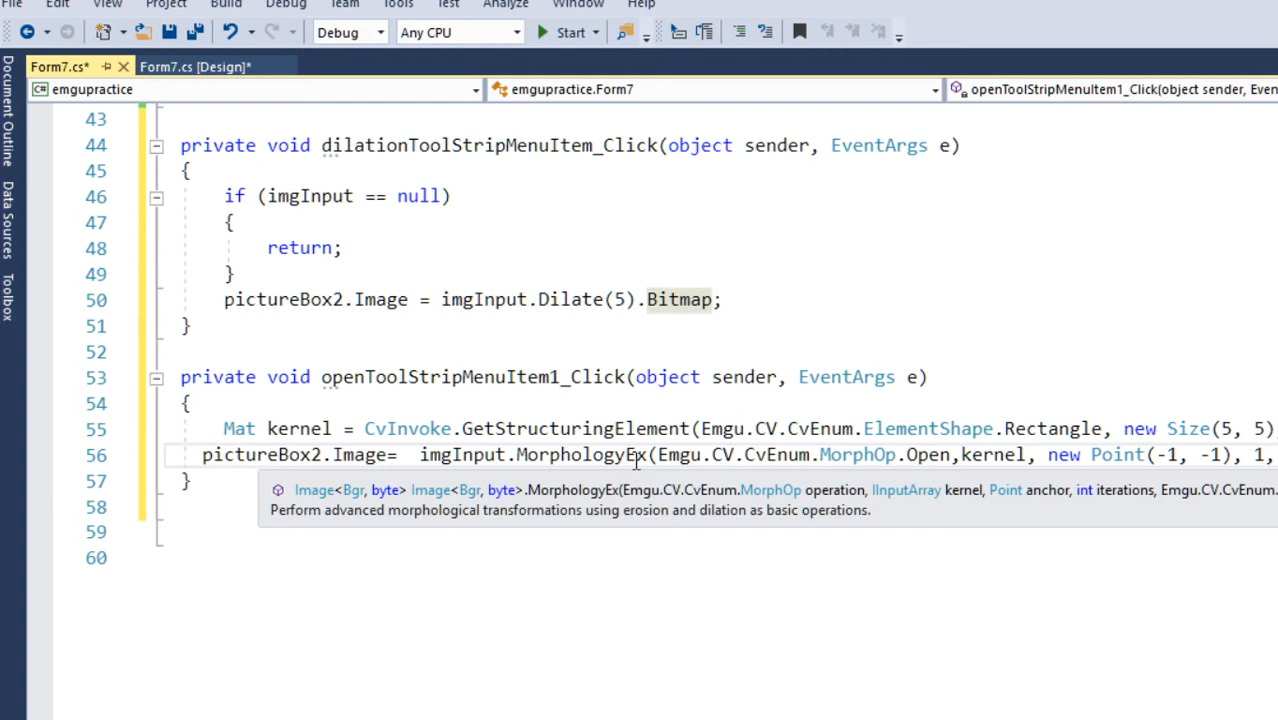 File Edit View Project Build Debug Team Tools Test Analyze Window Help
Debug Any CPU Start
Form7.cs* Form7.cs [Design]*
emgupractice emgupractice.Form7 openToolStripMenuItem1_Click(object sender, Even
Document Outline
Data Sources
Toolbox
43
44 private void dilationToolStripMenuItem_Click(object sender, EventArgs e)
45 {
46 if (imgInput == null)
47 {
48 return;
49 }
50 pictureBox2.Image = imgInput.Dilate(5).Bitmap;
51 }
52
53 private void openToolStripMenuItem1_Click(object sender, EventArgs e)
54 {
55 Mat kernel = CvInvoke.GetStructuringElement(Emgu.CV.CvEnum.ElementShape.Rectangle, new Size(5, 5)
56 pictureBox2.Image= imgInput.MorphologyEx(Emgu.CV.CvEnum.MorphOp.Open,kernel, new Point(-1, -1), 1,
57 }
Image<Bgr, byte> Image<Bgr, byte>.MorphologyEx(Emgu.CV.CvEnum.MorphOp operation, IInputArray kernel, Point anchor, int iterations, Emgu.CV.CvEnum.
58
Perform advanced morphological transformations using erosion and dilation as basic operations.
59
60